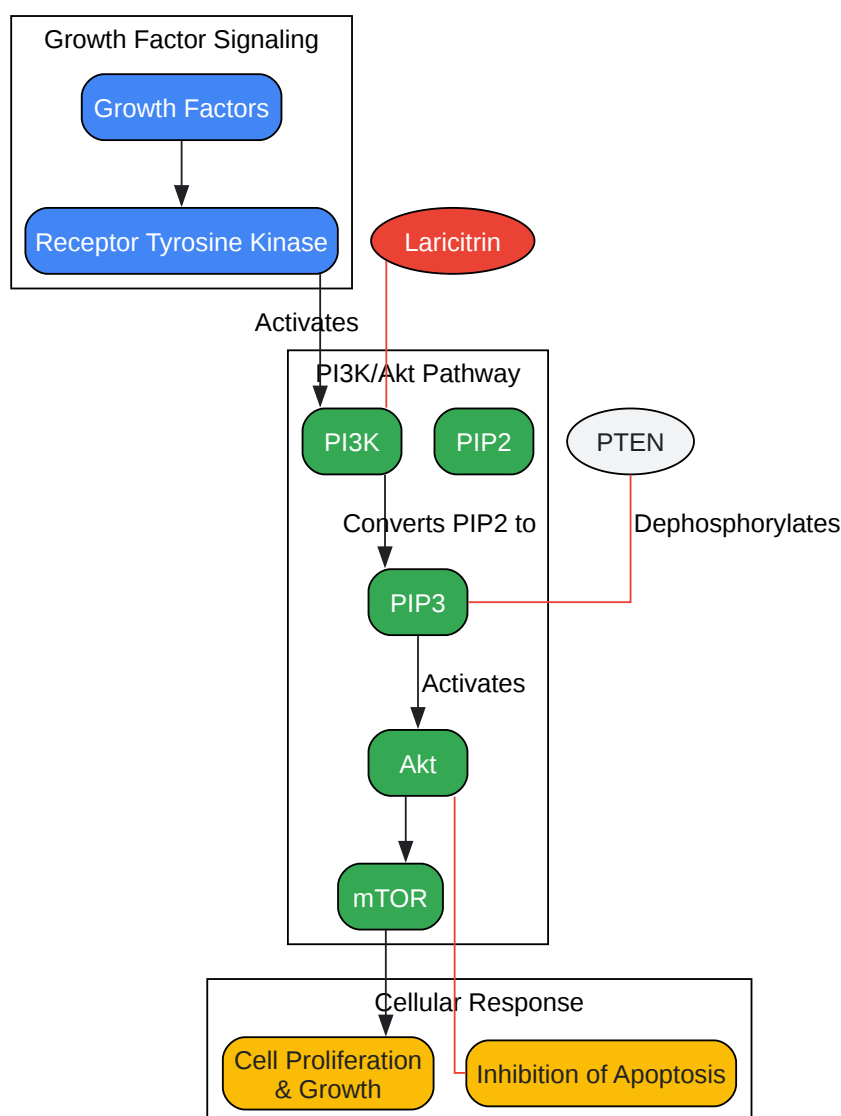 Growth Factor Signaling
Growth Factors
Receptor Tyrosine Kinase
Laricitrin
Activates
PI3K/Akt Pathway
PI3K
PIP2
PTEN
Converts PIP2 to
Dephosphorylates
PIP3
Activates
Akt
mTOR
Cellular Response
Cell Proliferation
& Growth
Inhibition of Apoptosis